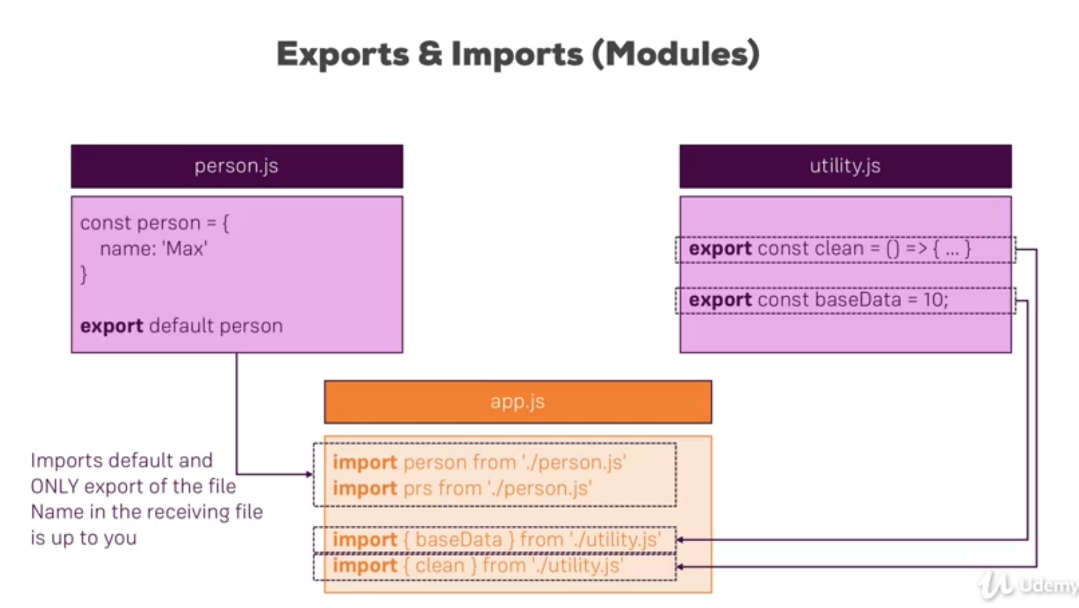 Exports & Imports (Modules)
person.js
const person = {
name: 'Max'
}
export default person
utility.js
export const clean = () => { ... }
export const baseData = 10;
app.js
import person from './person.js'
import prs from './person.js'
import { baseData } from './utility.js'
import { clean } from './utility.js'
Imports default and
ONLY export of the file
Name in the receiving file
is up to you
Udemy